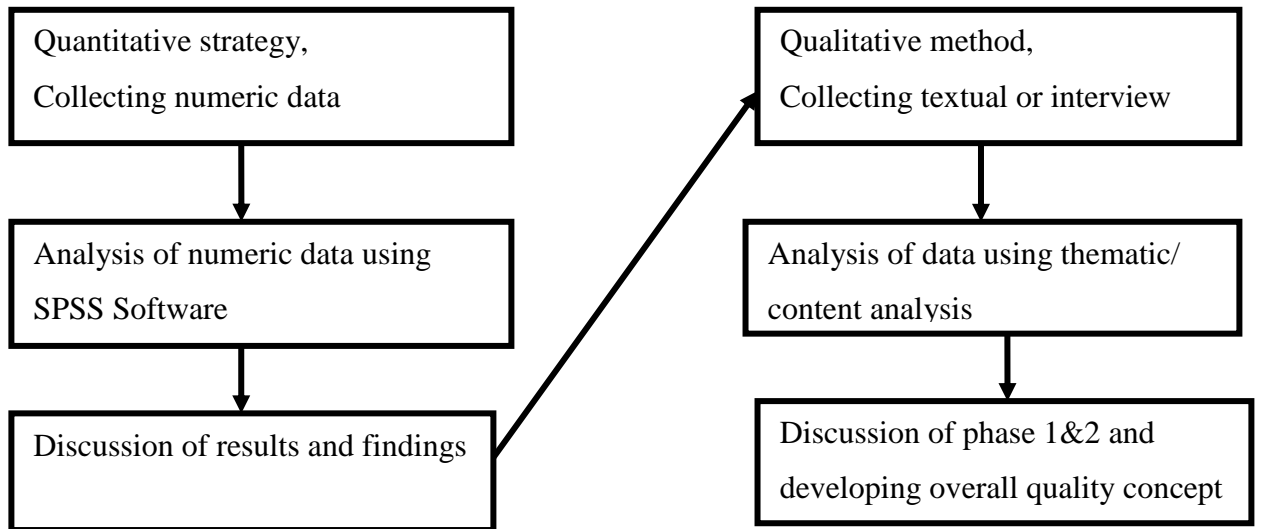 Quantitative strategy,
Collecting numeric data
Analysis of numeric data using
SPSS Software
Discussion of results and findings
Qualitative method,
Collecting textual or interview
Analysis of data using thematic/
content analysis
Discussion of phase 1&2 and
developing overall quality concept